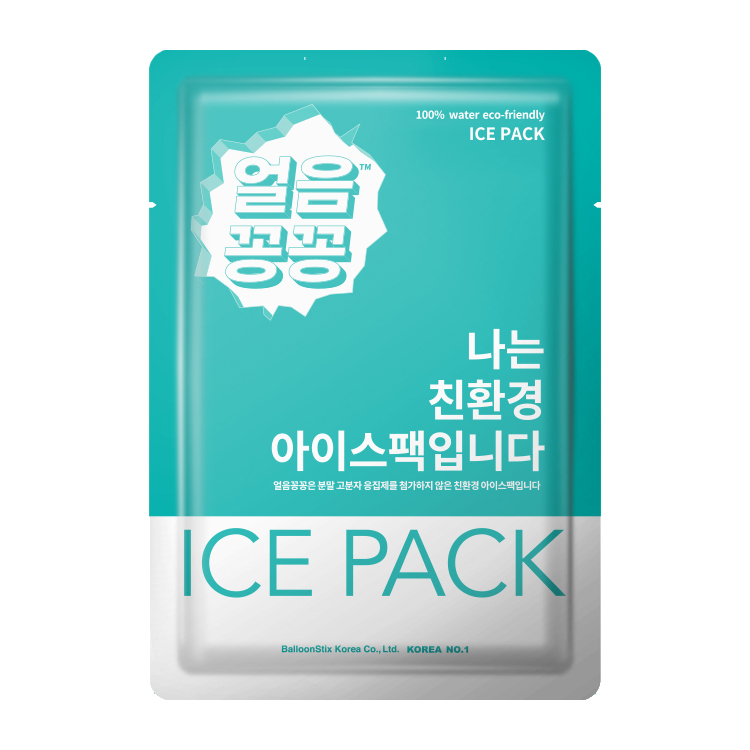 100% water eco-friendly
ICE PACK
얼음™
꽁꽁
나는
친환경
아이스팩입니다
얼음꽁꽁은 분말 고분자 응집제를 첨가하지 않은 친환경 아이스팩입니다
ICE PACK
BalloonStix Korea Co., Ltd. KOREA NO.1